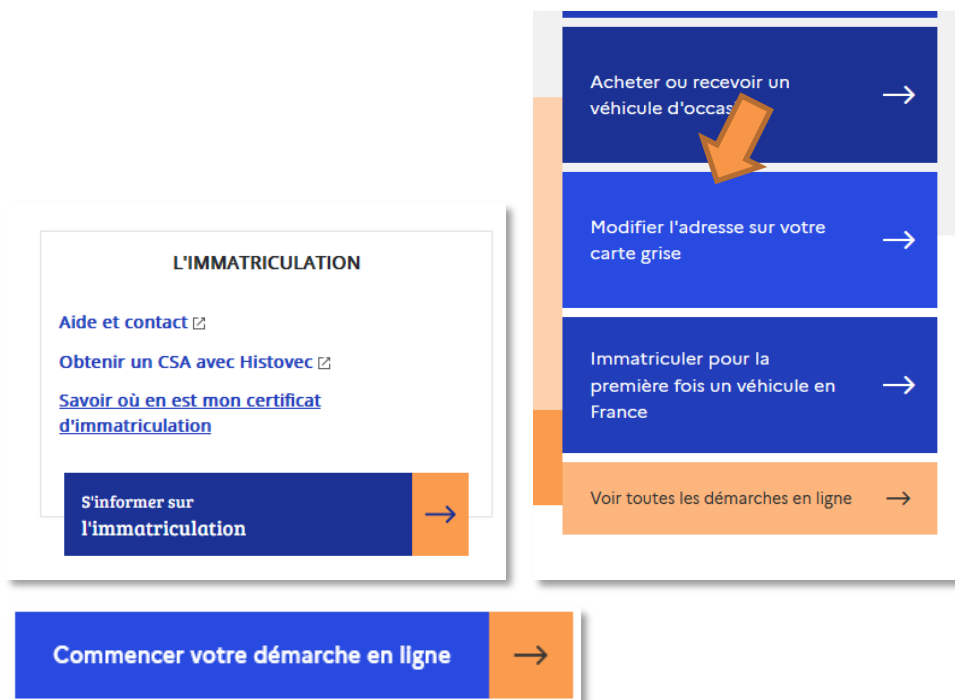 L'IMMATRICULATION
Aide et contact
Obtenir un CSA avec Histovec
Savoir où en est mon certificat
d'immatriculation
S'informer sur
l'immatriculation
Acheter ou recevoir un
véhicule
Modifier l'adresse sur votre
carte grise
Immatriculer pour la
première fois un véhicule en
France
Voir toutes les démarches en ligne
Commencer votre démarche en ligne